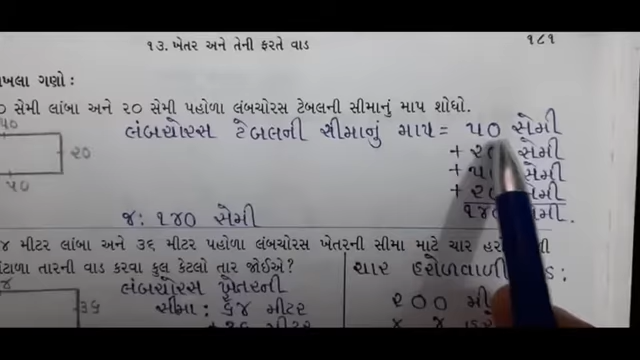 ૧૩. ખેતર અને તેની ફરતે વાડ ૧૮૧
દાખલા ગણો :
સેમી લાંબા અને ૨૦ સેમી પહોળા લંબચોરસ ટેબલની સીમાનું માપ શોધો.
૫૦ ૨૦ ૫૦
લંબચોરસ ટેબલની સીમાનું માપ = ૫૦ સેમી
+ સેમી
+ સેમી
+
જ: ૧૪૦ સેમી
મીટર લાંબા અને ૩૬ મીટર પહોળા લંબચોરસ ખેતરની સીમા માટે ચાર
તારની વાડ કરવા કુલ કેટલો તાર જોઈએ?
લંબચોરસ ખેતરની
૩૬
સીમા: ૬૪ મીટર
+ ૩૬ મીટર
ચાર હરોળવાળી
૨૦૦